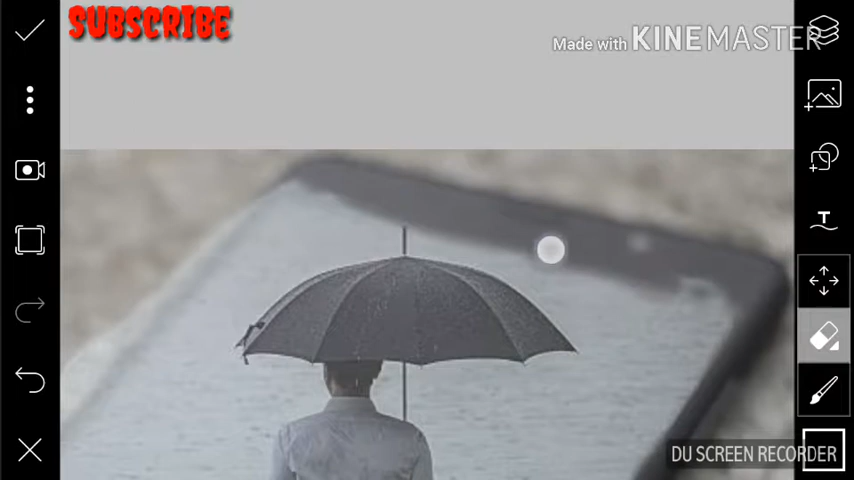 SUBSCRIBE
Made with KINEMASTER
T
DU SCREEN RECORDER